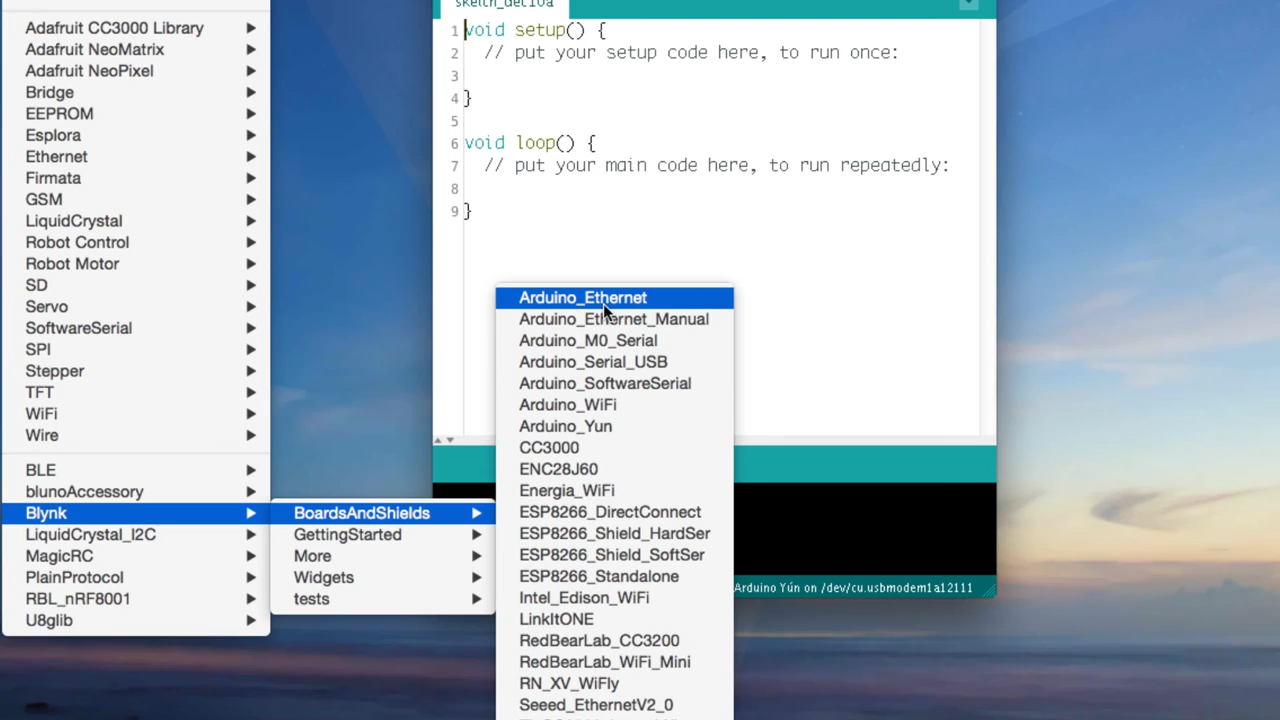 Adafruit CC3000 Library
Adafruit NeoMatrix
Adafruit NeoPixel
Bridge
EEPROM
Esplora
Ethernet
Firmata
GSM
LiquidCrystal
Robot Control
Robot Motor
SD
Servo
SoftwareSerial
SPI
Stepper
TFT
WiFi
Wire
BLE
blunoAccessory
Blynk
LiquidCrystal_I2C
MagicRC
PlainProtocol
RBL_nRF8001
U8glib
BoardsAndShields
GettingStarted
More
Widgets
tests
Arduino_Ethernet
Arduino_Ethernet_Manual
Arduino_M0_Serial
Arduino_Serial_USB
Arduino_SoftwareSerial
Arduino_WiFi
Arduino_Yun
CC3000
ENC28J60
Energia_WiFi
ESP8266_DirectConnect
ESP8266_Shield_HardSer
ESP8266_Shield_SoftSer
ESP8266_Standalone
Intel_Edison_WiFi
LinkItONE
RedBearLab_CC3200
RedBearLab_WiFi_Mini
RN_XV_WiFly
Seeed_EthernetV2_0
sketch_dec10a
1 void setup() {
2 // put your setup code here, to run once:
3
4 }
5
6 void loop() {
7 // put your main code here, to run repeatedly:
8
9 }
Arduino Yún on /dev/cu.usbmodem1a12111